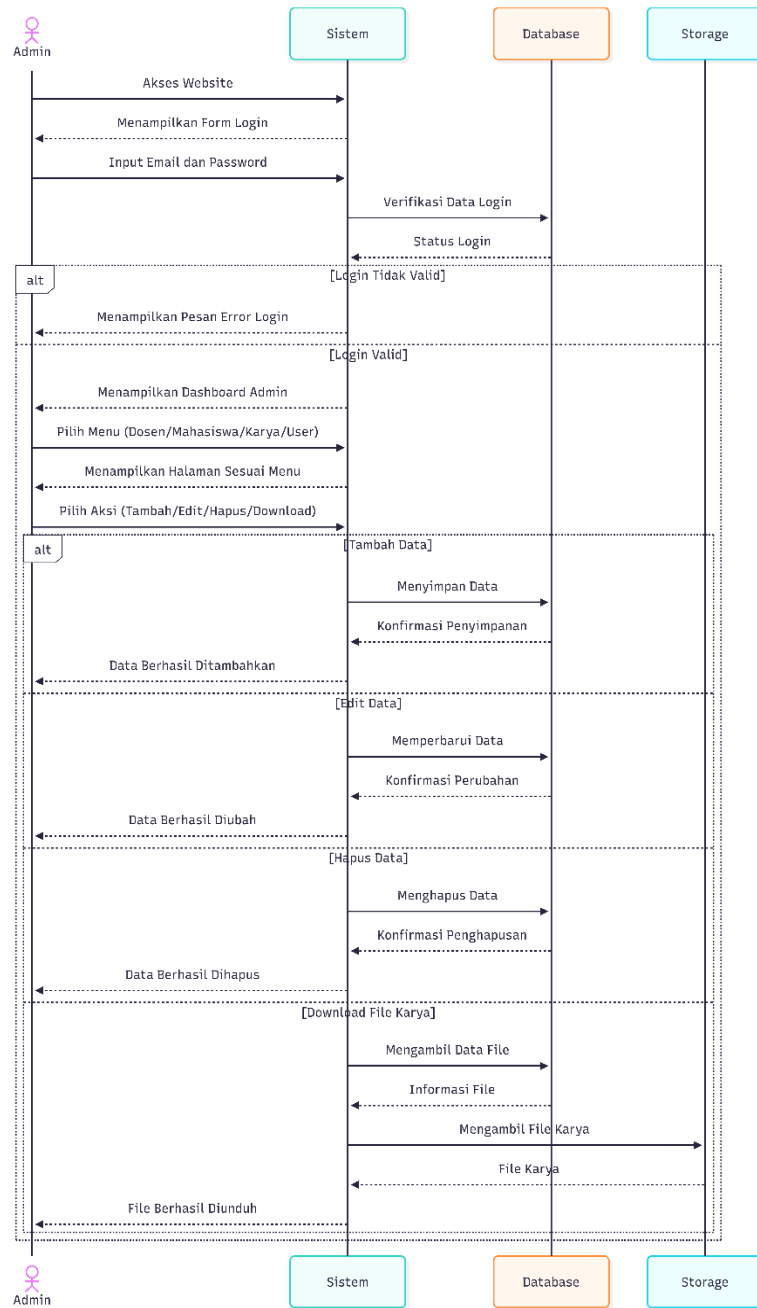 Admin
Sistem
Database
Storage
Akses Website
Menampilkan Form Login
Input Email dan Password
Verifikasi Data Login
Status Login
alt
[Login Tidak Valid]
Menampilkan Pesan Error Login
[Login Valid]
Menampilkan Dashboard Admin
Pilih Menu (Dosen/Mahasiswa/Karya/User)
Menampilkan Halaman Sesuai Menu
Pilih Aksi (Tambah/Edit/Hapus/Download)
alt
[Tambah Data]
Menyimpan Data
Konfirmasi Penyimpanan
Data Berhasil Ditambahkan
[Edit Data]
Memperbarui Data
Konfirmasi Perubahan
Data Berhasil Diubah
[Hapus Data]
Menghapus Data
Konfirmasi Penghapusan
Data Berhasil Dihapus
[Download File Karya]
Mengambil Data File
Informasi File
Mengambil File Karya
File Karya
File Berhasil Diunduh
Admin
Sistem
Database
Storage